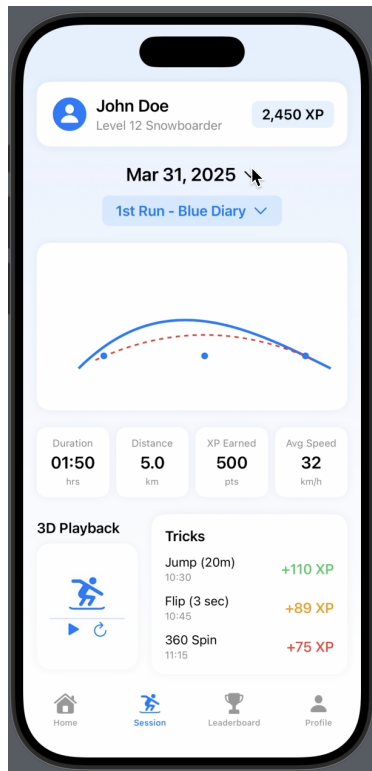 John Doe
Level 12 Snowboarder
2,450 XP
Mar 31, 2025
1st Run - Blue Diary
Duration
01:50
hrs
Distance
5.0
km
XP Earned
500
pts
Avg Speed
32
km/h
3D Playback
Tricks
Jump (20m)
10:30
+110 XP
Flip (3 sec)
10:45
+89 XP
360 Spin
11:15
+75 XP
Home
Session
Leaderboard
Profile